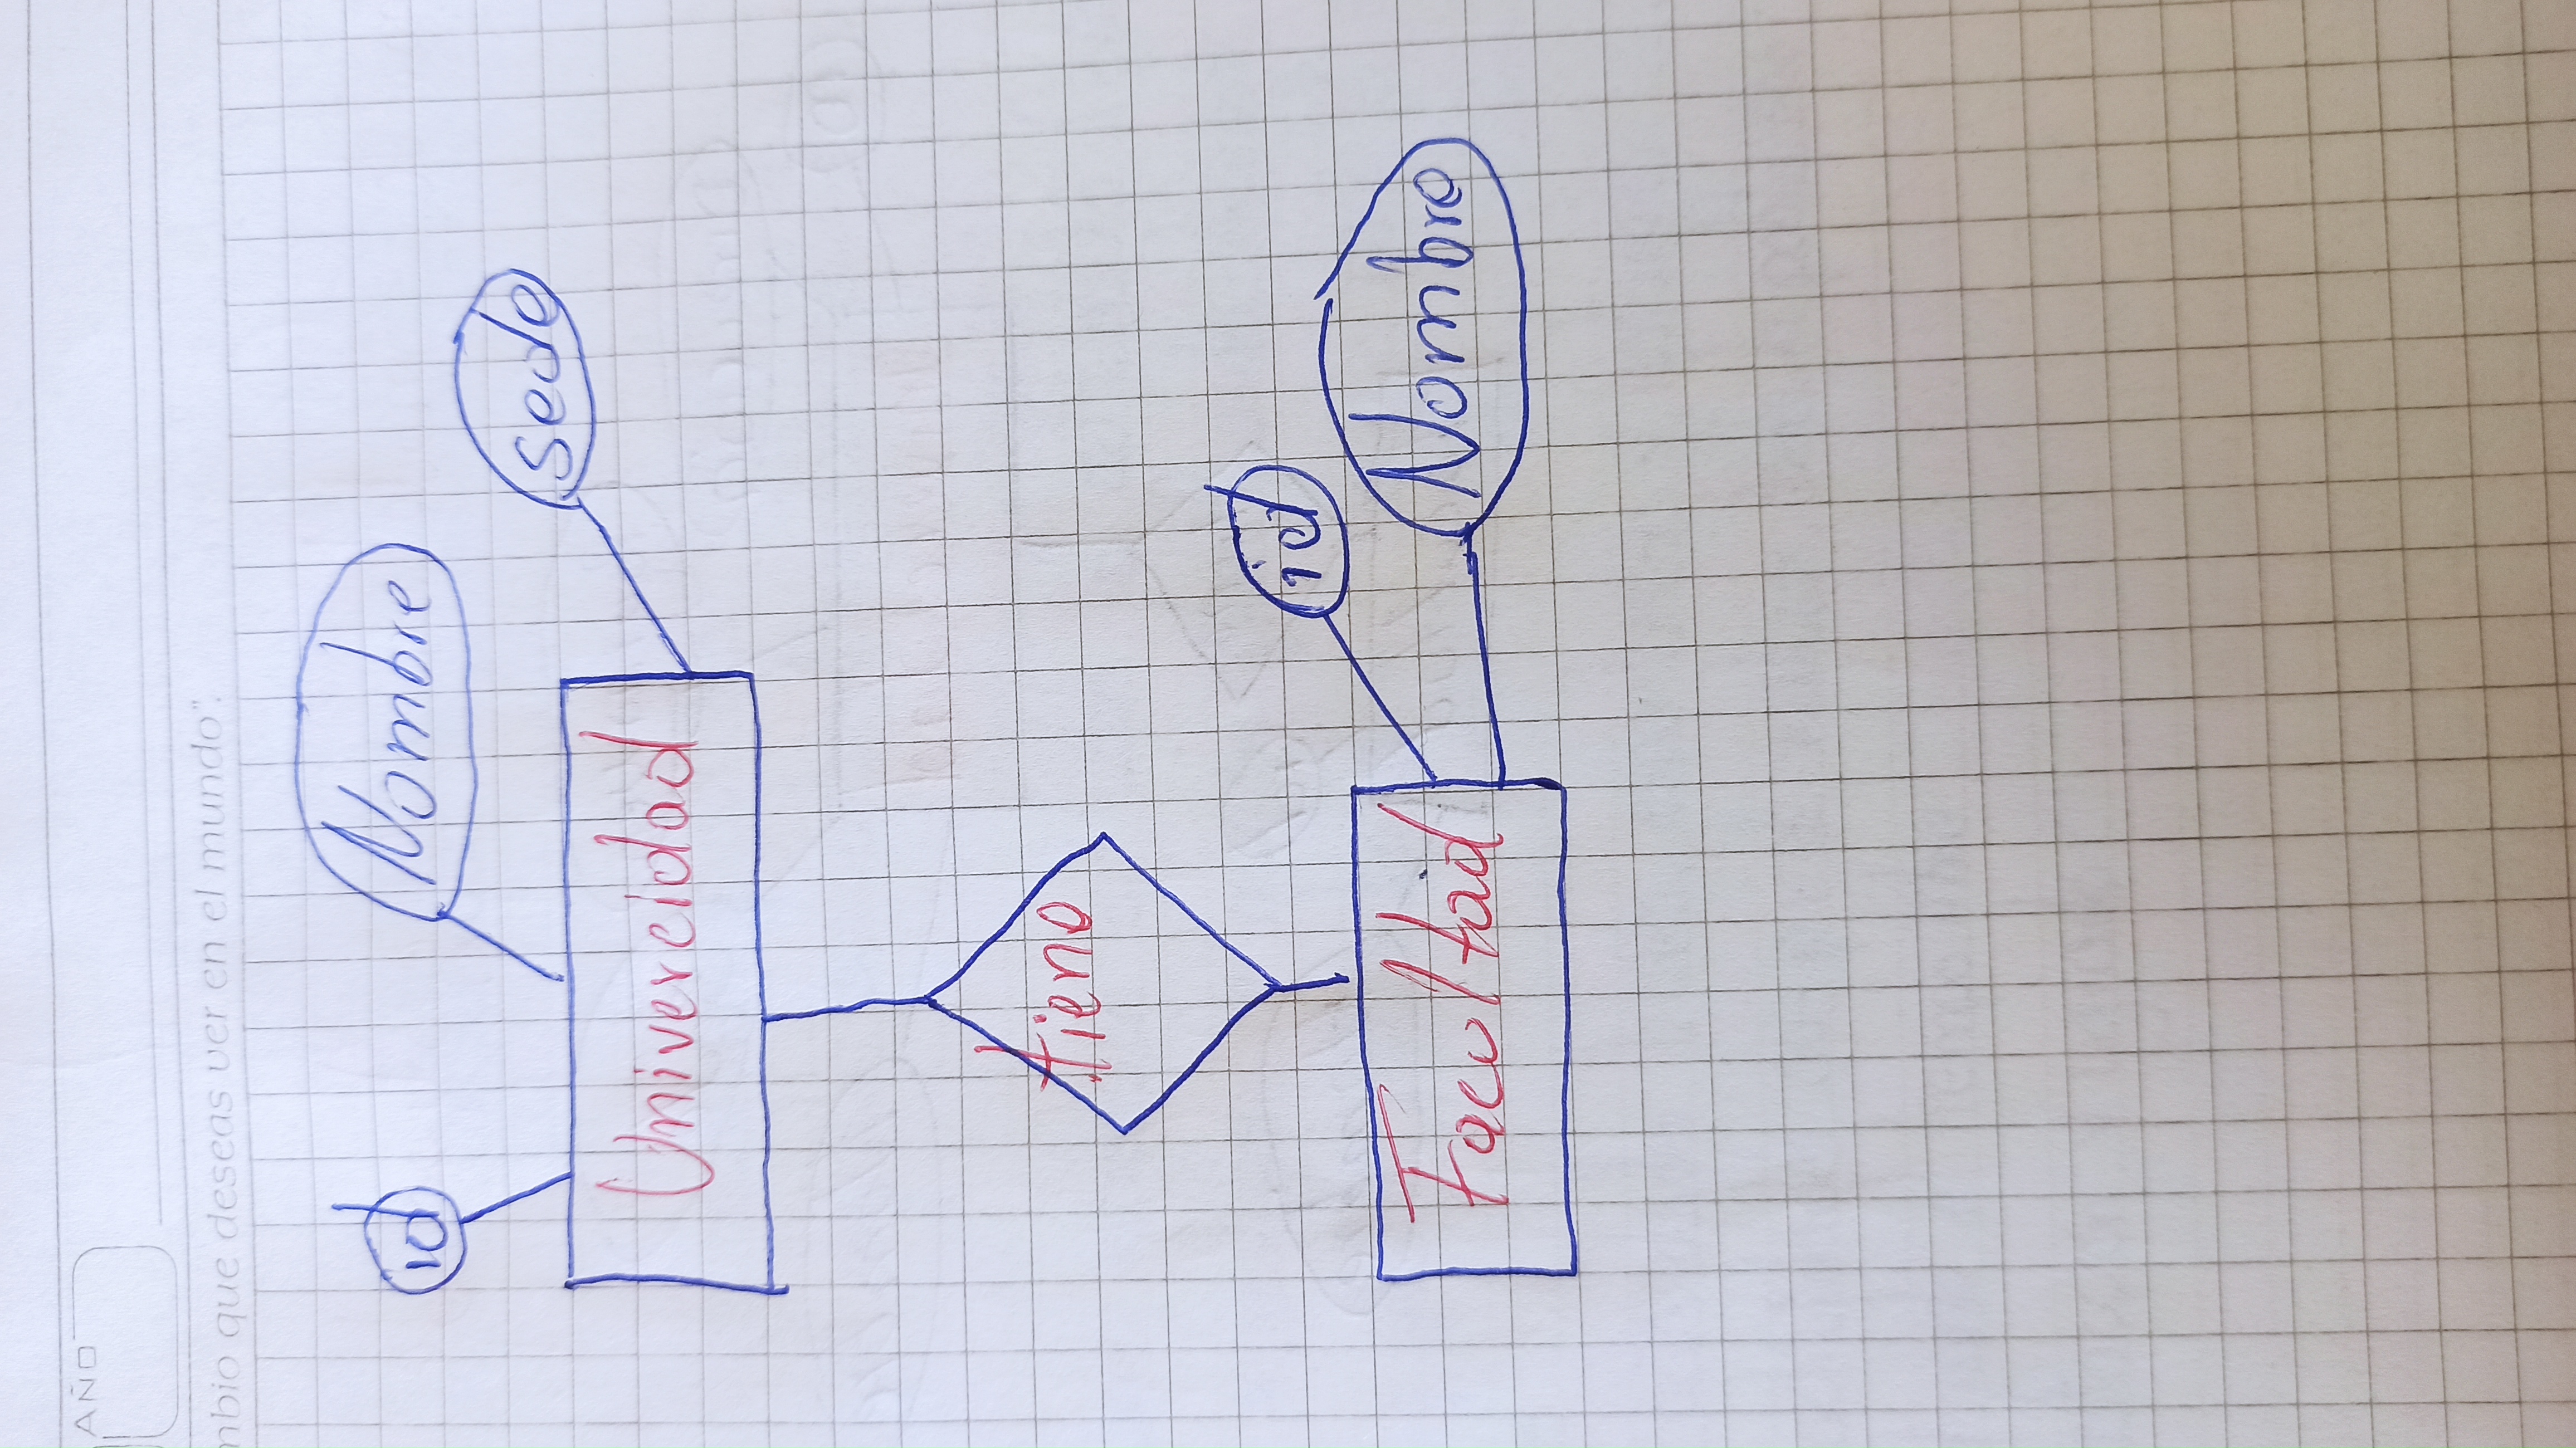 AÑO
mbio que deseas ver en el mundo".
id
Nombre
sede
Univercidad
tiene
id
Facultad
Nombre